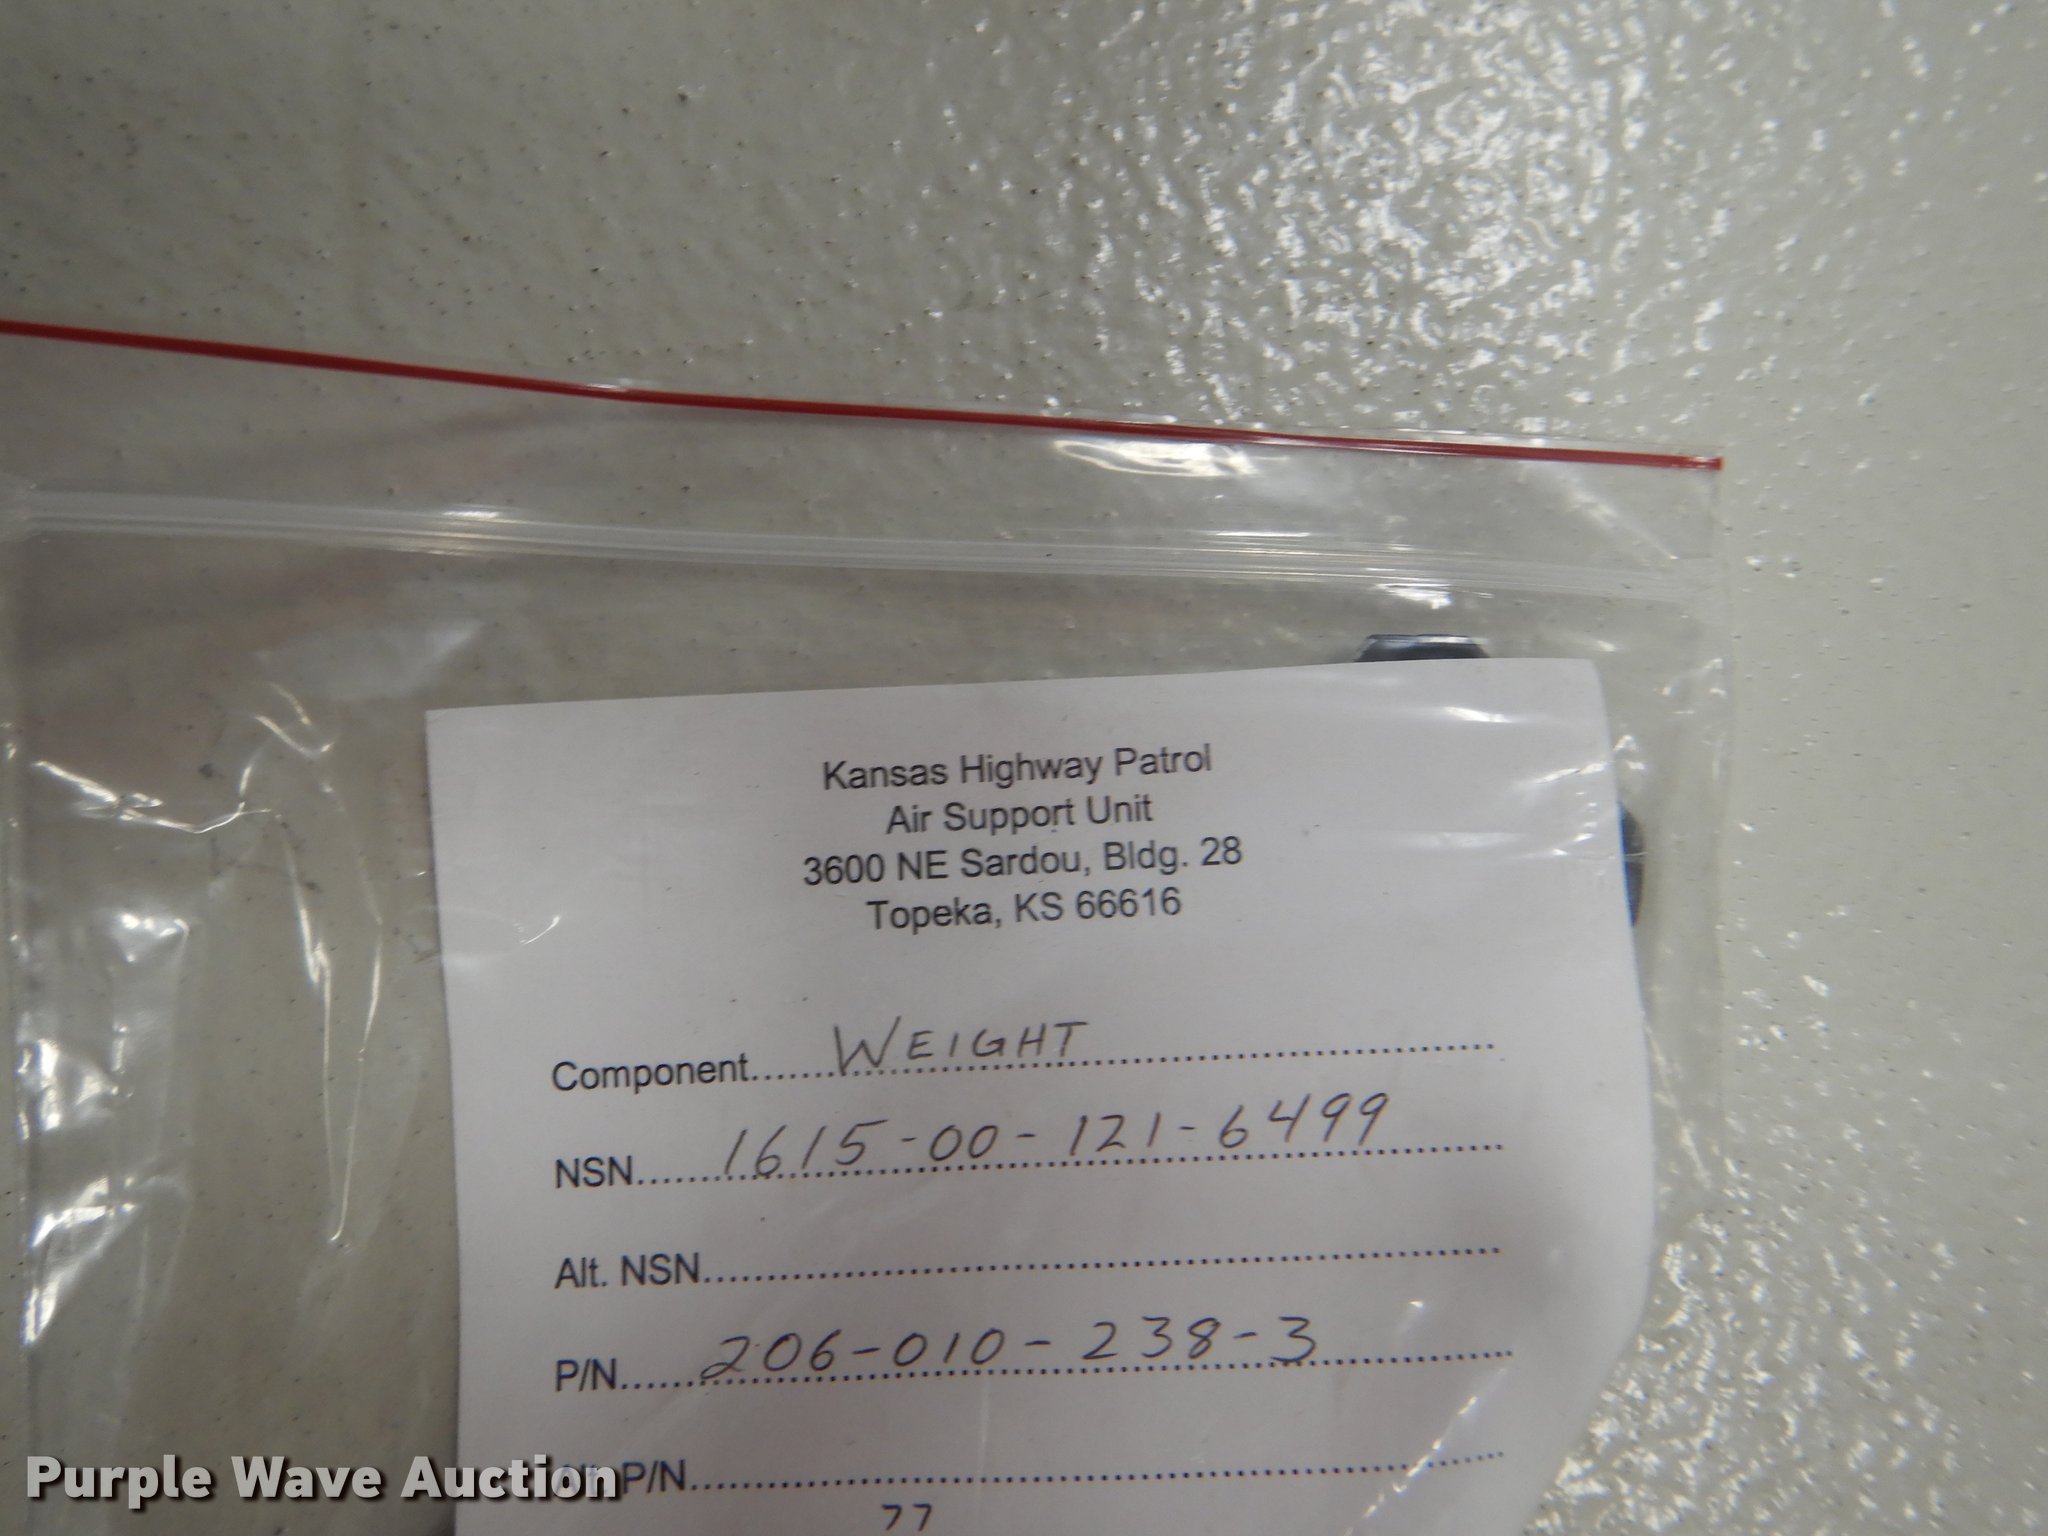 Kansas Highway Patrol
Air Support Unit
3600 NE Sardou, Bldg. 28
Topeka, KS 66616
Component.......WEIGHT..............................
NSN.......1615-00-121-6499..............................
Alt. NSN..............................................................
P/N.......206-010-238-3..............................
P/N..............................................................
Purple Wave Auction